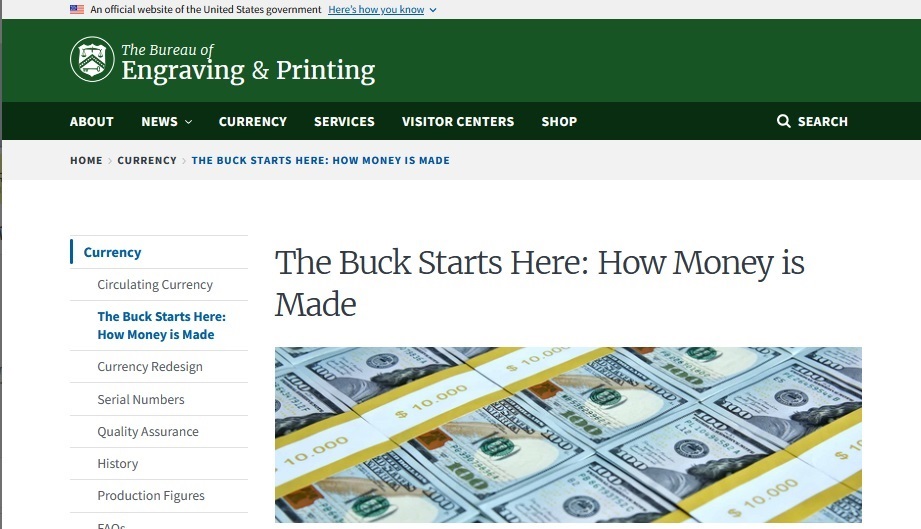 An official website of the United States government Here's how you know
The Bureau of
Engraving & Printing
ABOUT NEWS CURRENCY SERVICES VISITOR CENTERS SHOP SEARCH
HOME > CURRENCY > THE BUCK STARTS HERE: HOW MONEY IS MADE
Currency
Circulating Currency
The Buck Starts Here:
How Money is Made
Currency Redesign
Serial Numbers
Quality Assurance
History
Production Figures
FAQs
The Buck Starts Here: How Money is
Made
$ 10,000
$ 10,000
10,000
$ 10,000
100
100
100
100